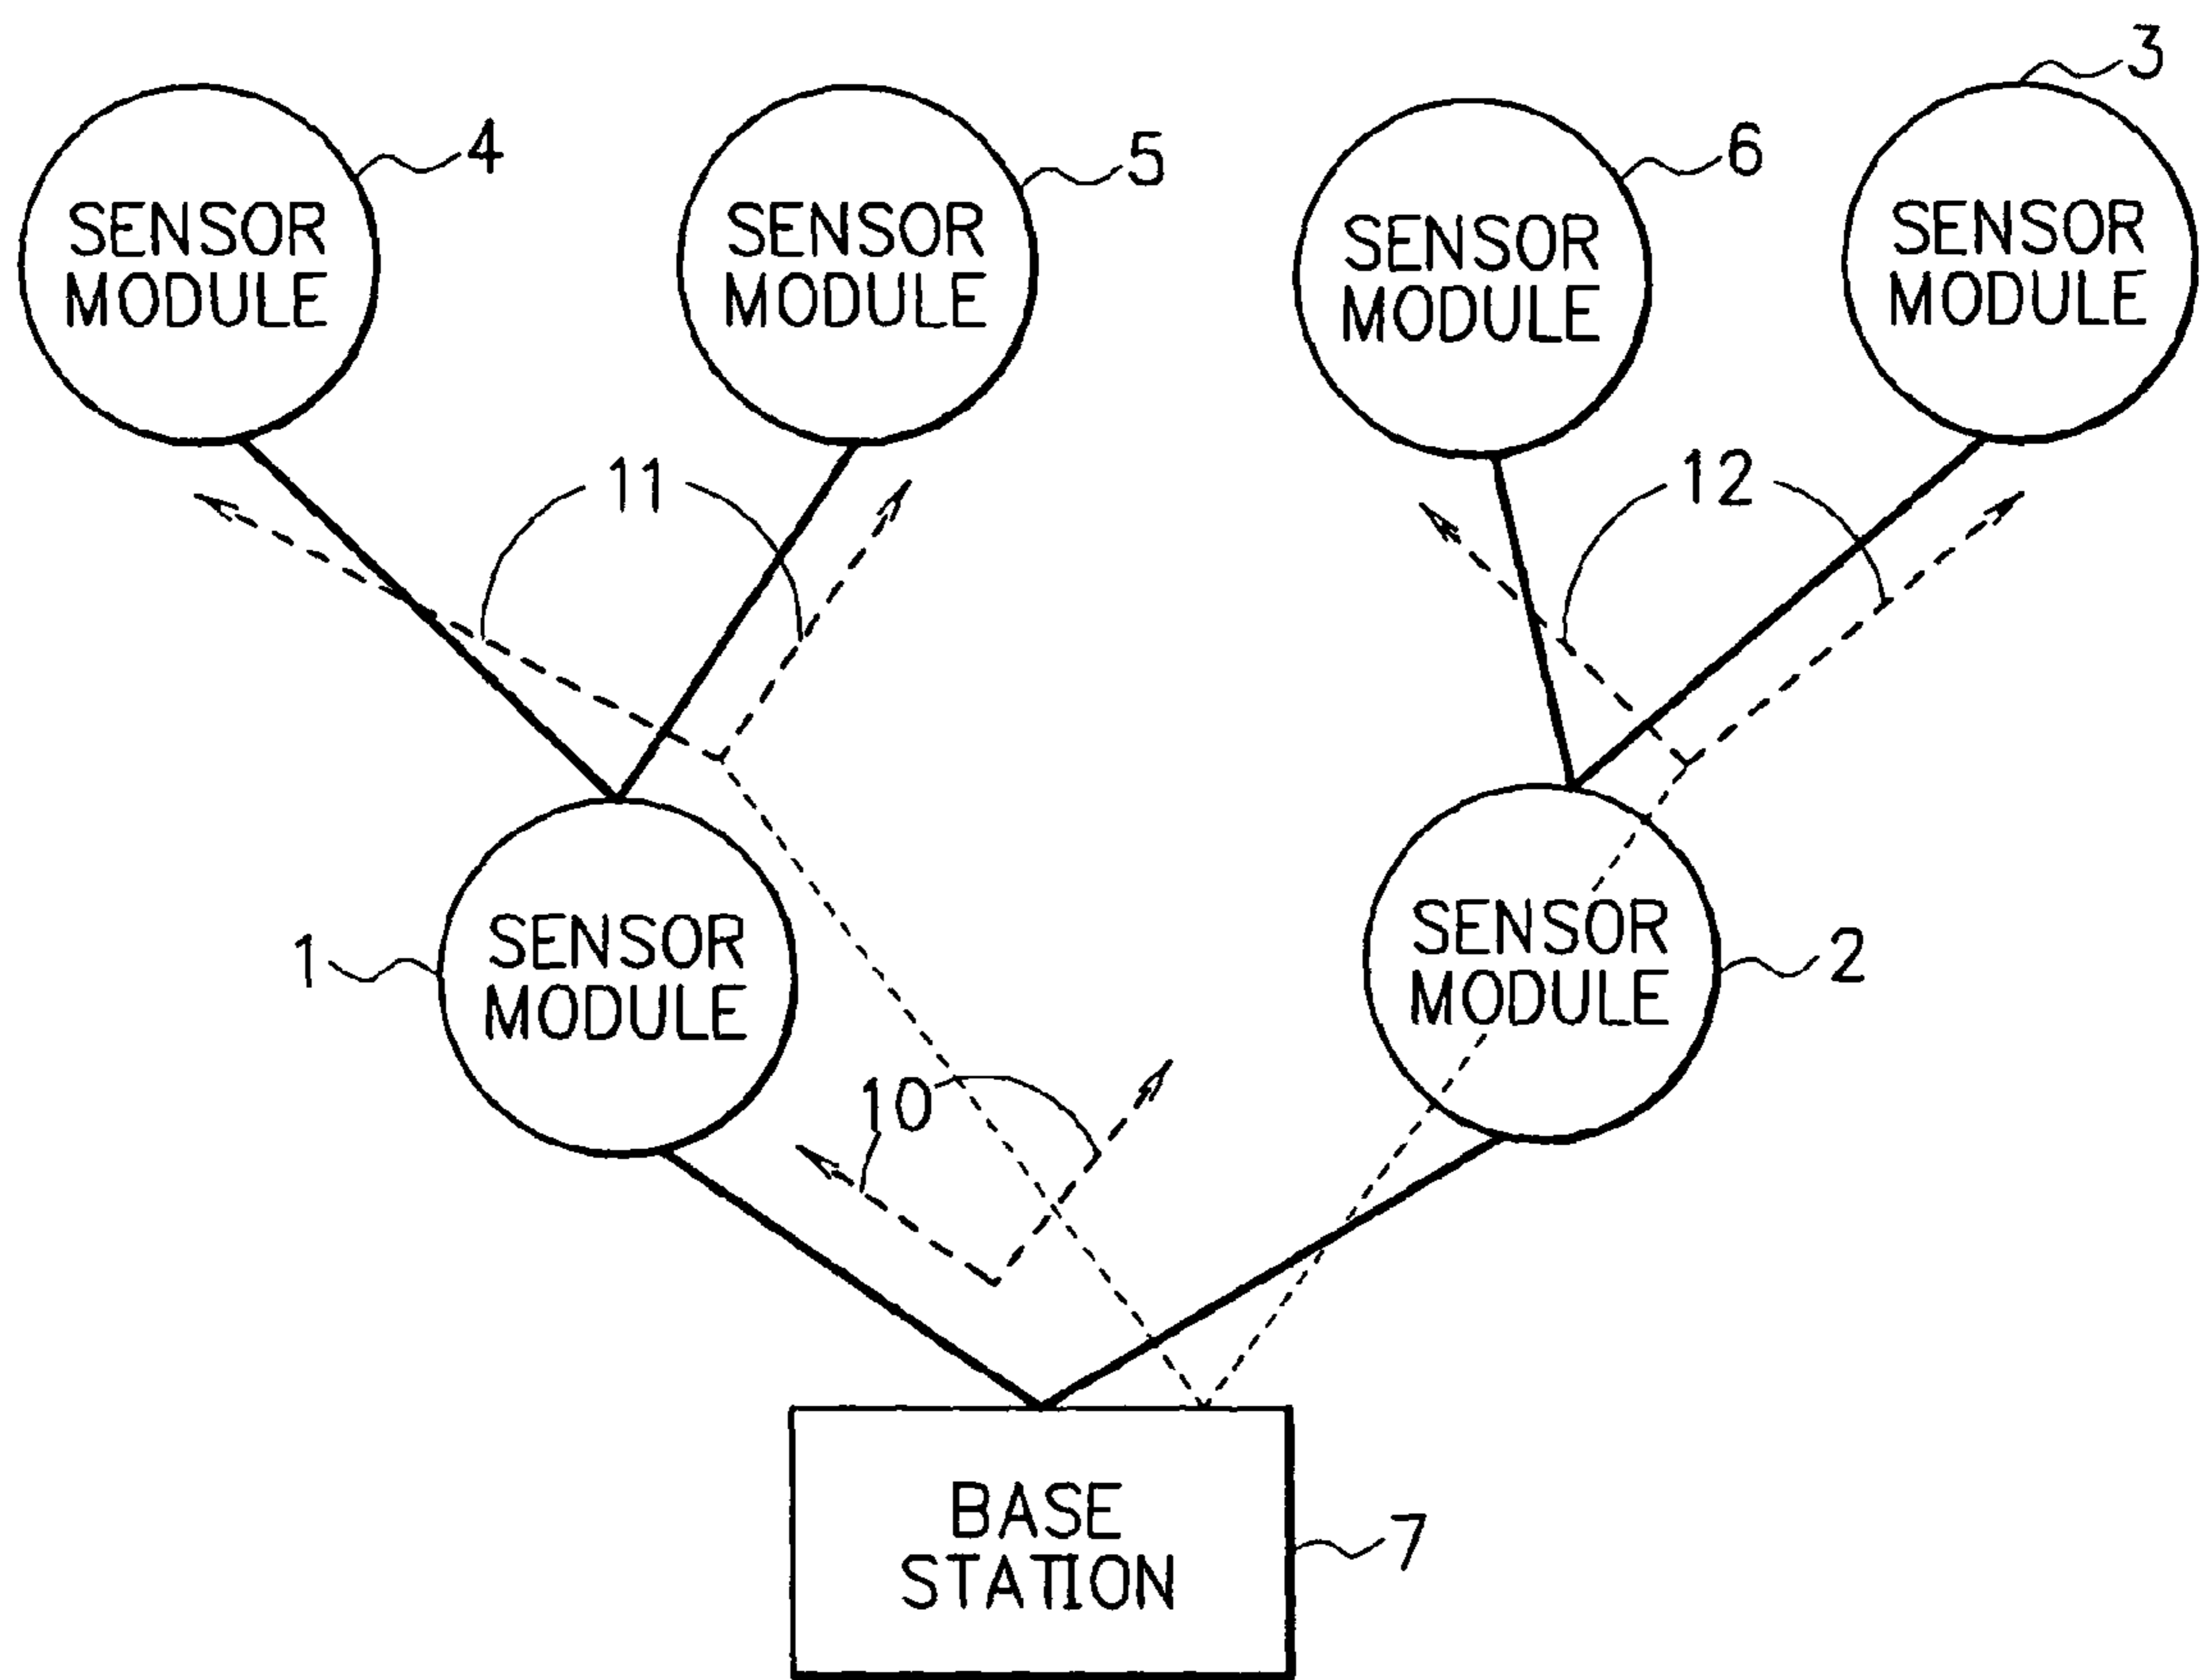 3
4
5
6
SENSOR
MODULE
SENSOR
MODULE
SENSOR
MODULE
SENSOR
MODULE
11
12
1
SENSOR
MODULE
SENSOR
MODULE
2
10
BASE
STATION
7